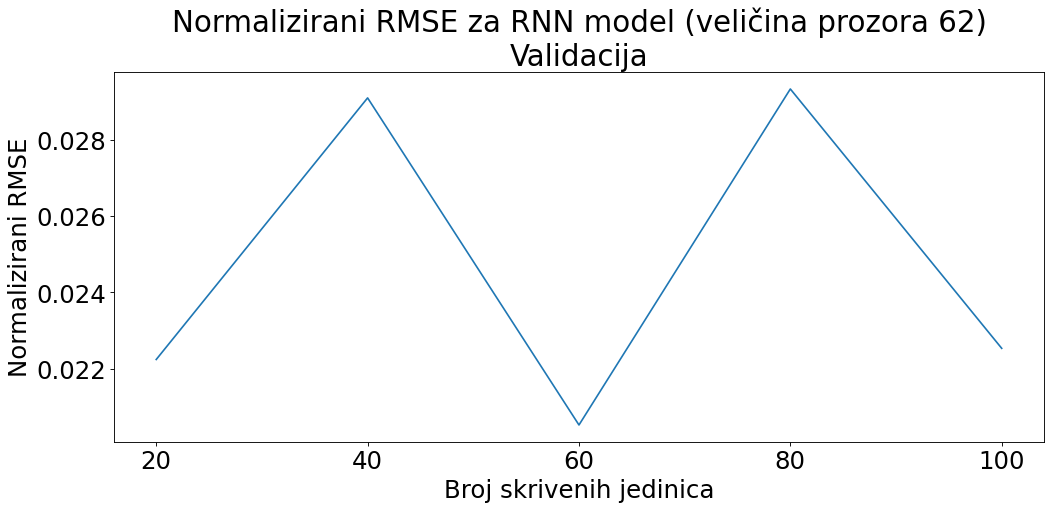 Normalizirani RMSE za RNN model (veličina prozora 62)
Validacija
Normalizirani RMSE
0.028
0.026
0.024
0.022
20 40 60 80 100
Broj skrivenih jedinica